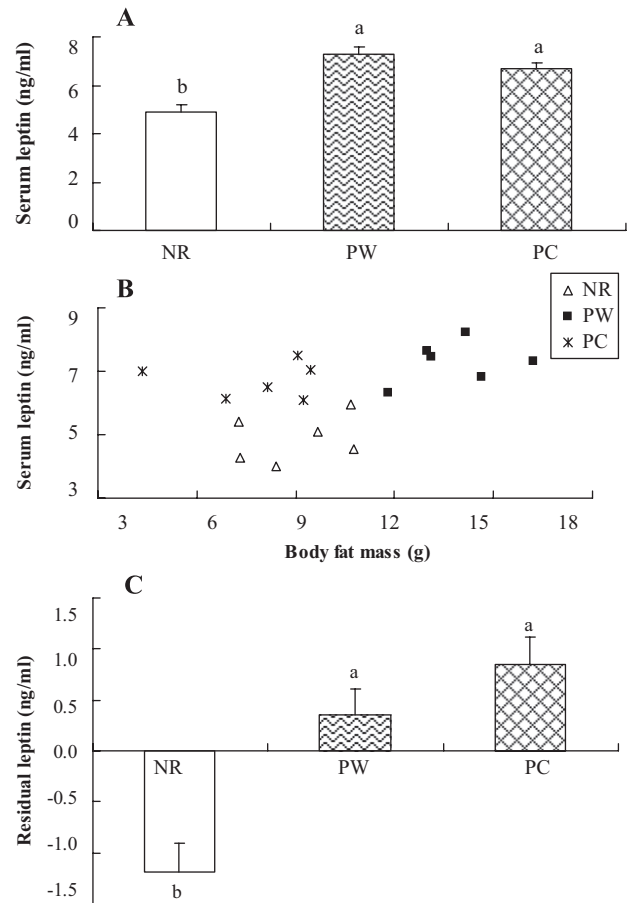 A
Serum leptin (ng/ml)
8
6
4
2
0
b
a
a
NR
PW
PC
B
NR
PW
PC
Serum leptin (ng/ml)
9
7
5
3
3
6
9
12
15
18
Body fat mass (g)
C
Residual leptin (ng/ml)
1.5
1.0
0.5
0.0
-0.5
-1.0
-1.5
a
a
NR
PW
PC
b